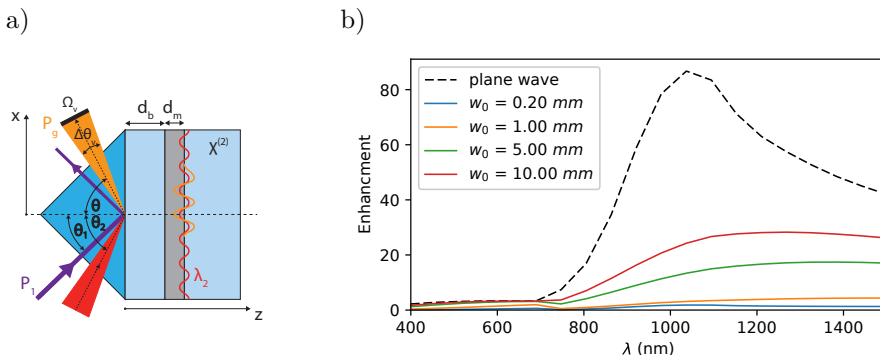 a)
b)
Ω_v
d_b
d_m
x
P_g
Δθ_v
χ^(2)
θ
θ_1
θ_2
P_1
λ_2
z
Enhancment
80
60
40
20
0
plane wave
w_0 = 0.20 mm
w_0 = 1.00 mm
w_0 = 5.00 mm
w_0 = 10.00 mm
400
600
800
1000
1200
1400
λ (nm)